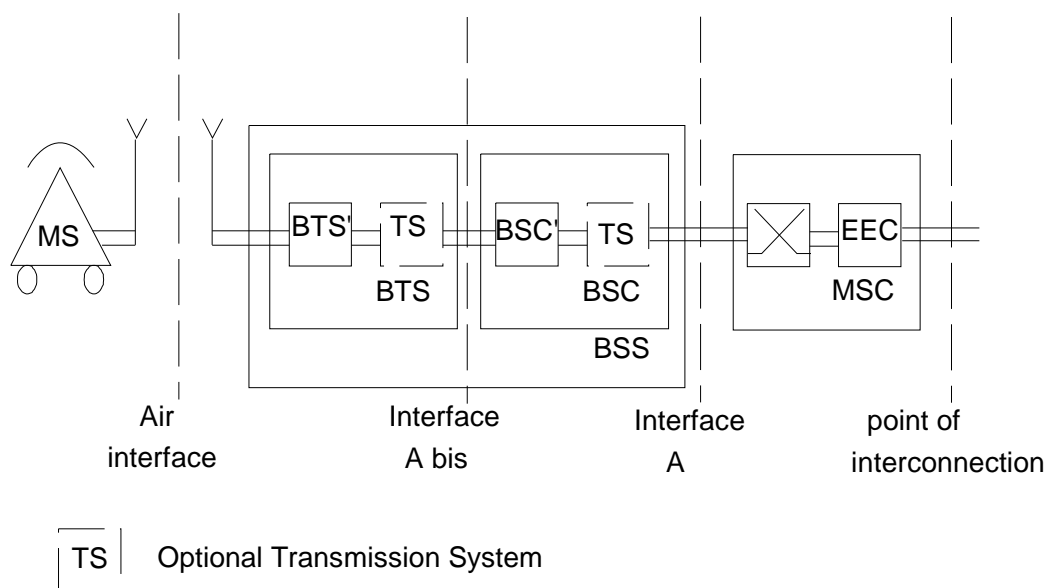 MS
BTS'
TS
BTS
BSC'
TS
BSC
BSS
EEC
MSC
Air
interface
Interface
A bis
Interface
A
point of
interconnection
TS Optional Transmission System